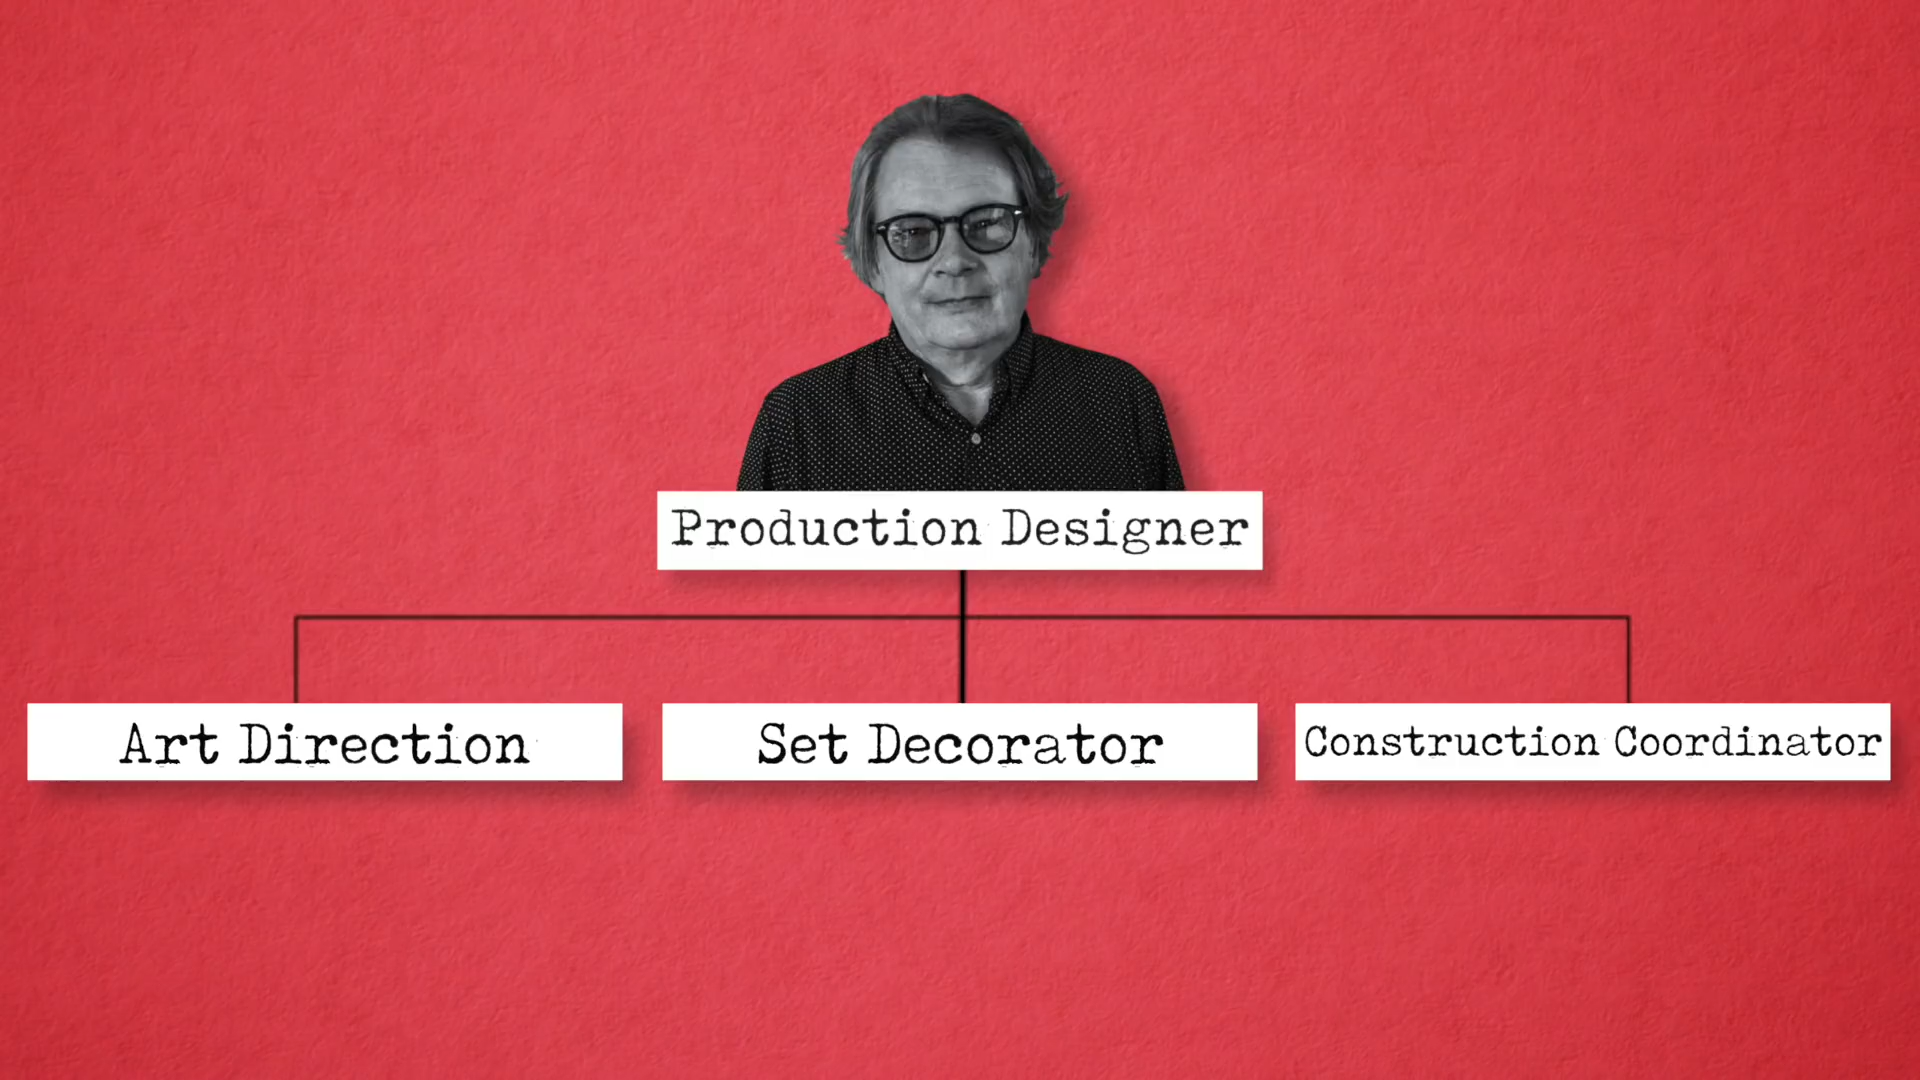 Production Designer
Art Direction
Set Decorator
Construction Coordinator